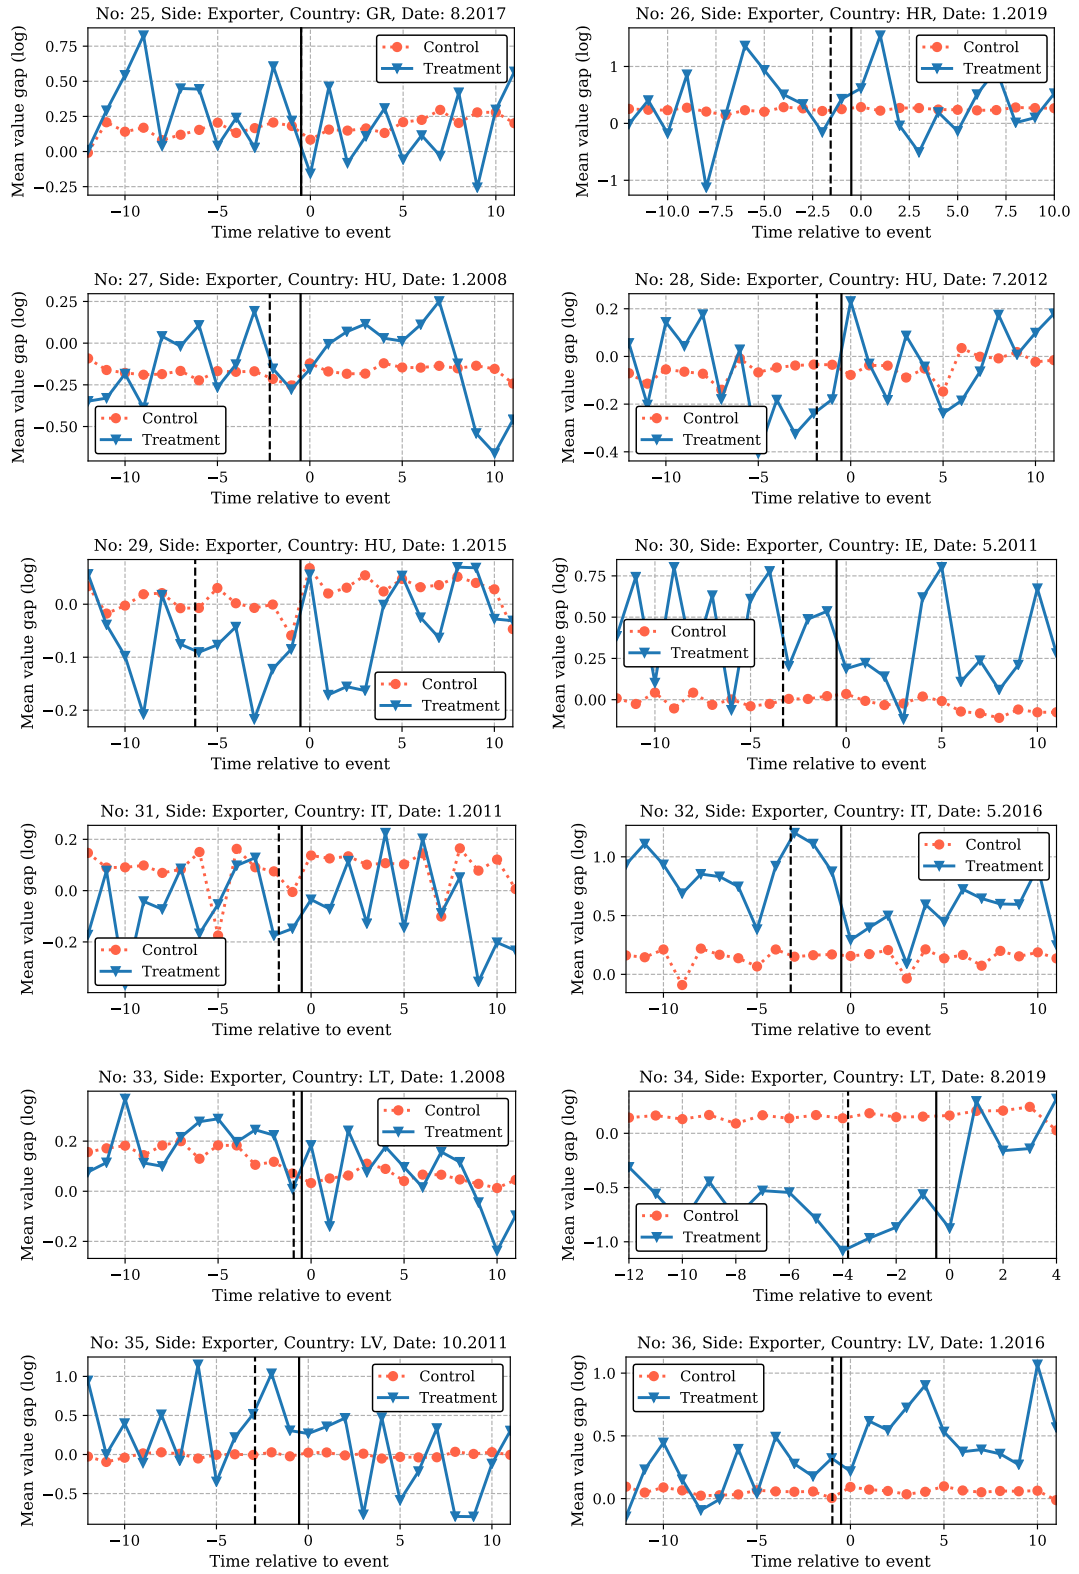 No: 25, Side: Exporter, Country: GR, Date: 8.2017
Mean value gap (log)
0.75
0.50
0.25
0.00
−0.25
Control
Treatment
−10
−5
0
5
10
Time relative to event
No: 26, Side: Exporter, Country: HR, Date: 1.2019
Mean value gap (log)
1
0
−1
Control
Treatment
−10.0
−7.5
−5.0
−2.5
0.0
2.5
5.0
7.5
10.0
Time relative to event
No: 27, Side: Exporter, Country: HU, Date: 1.2008
Mean value gap (log)
0.25
0.00
−0.25
−0.50
Control
Treatment
−10
−5
0
5
10
Time relative to event
No: 28, Side: Exporter, Country: HU, Date: 7.2012
Mean value gap (log)
0.2
0.0
−0.2
−0.4
Control
Treatment
−10
−5
0
5
10
Time relative to event
No: 29, Side: Exporter, Country: HU, Date: 1.2015
Mean value gap (log)
0.0
−0.1
−0.2
Control
Treatment
−10
−5
0
5
10
Time relative to event
No: 30, Side: Exporter, Country: IE, Date: 5.2011
Mean value gap (log)
0.75
0.50
0.25
0.00
Control
Treatment
−10
−5
0
5
10
Time relative to event
No: 31, Side: Exporter, Country: IT, Date: 1.2011
Mean value gap (log)
0.2
0.0
−0.2
Control
Treatment
−10
−5
0
5
10
Time relative to event
No: 32, Side: Exporter, Country: IT, Date: 5.2016
Mean value gap (log)
1.0
0.5
0.0
Control
Treatment
−10
−5
0
5
10
Time relative to event
No: 33, Side: Exporter, Country: LT, Date: 1.2008
Mean value gap (log)
0.2
0.0
−0.2
Control
Treatment
−10
−5
0
5
10
Time relative to event
No: 34, Side: Exporter, Country: LT, Date: 8.2019
Mean value gap (log)
0.0
−0.5
−1.0
Control
Treatment
−12
−10
−8
−6
−4
−2
0
2
4
Time relative to event
No: 35, Side: Exporter, Country: LV, Date: 10.2011
Mean value gap (log)
1.0
0.5
0.0
−0.5
Control
Treatment
−10
−5
0
5
10
Time relative to event
No: 36, Side: Exporter, Country: LV, Date: 1.2016
Mean value gap (log)
1.0
0.5
0.0
Control
Treatment
−10
−5
0
5
10
Time relative to event